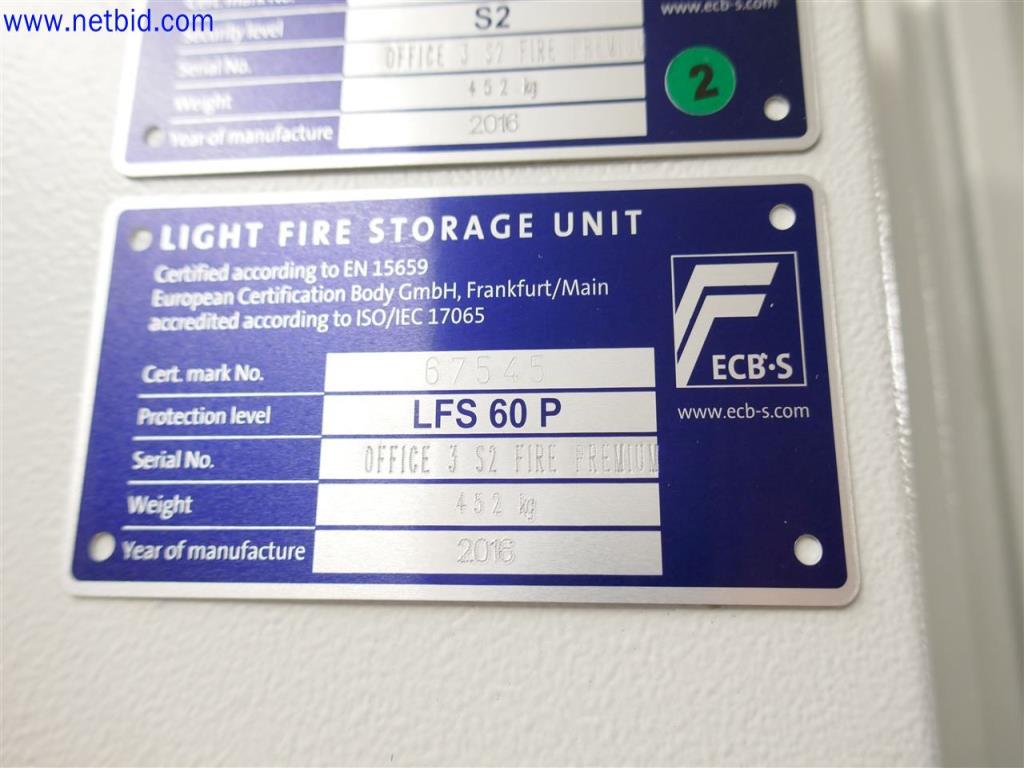 www.netbid.com
Security level S2
www.ecb-s.com
Serial No. OFFICE 3 S2 FIRE PREMIUM
Weight 452 kg
2
Year of manufacture 2016
LIGHT FIRE STORAGE UNIT
Certified according to EN 15659
European Certification Body GmbH, Frankfurt/Main
accredited according to ISO/IEC 17065
ECB·S
www.ecb-s.com
Cert. mark No. 67545
Protection level LFS 60 P
Serial No. OFFICE 3 S2 FIRE PREMIUM
Weight 452 kg
Year of manufacture 2016